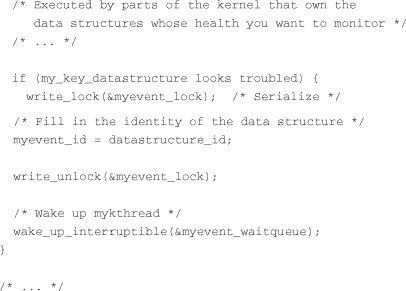 /* Executed by parts of the kernel that own the
data structures whose health you want to monitor */
/* ... */
if (my_key_datastructure looks troubled) {
write_lock(&myevent_lock);  /* Serialize */
/* Fill in the identity of the data structure */
myevent_id = datastructure_id;
write_unlock(&myevent_lock);
/* Wake up mykthread */
wake_up_interruptible(&myevent_waitqueue);
}
/* ... */